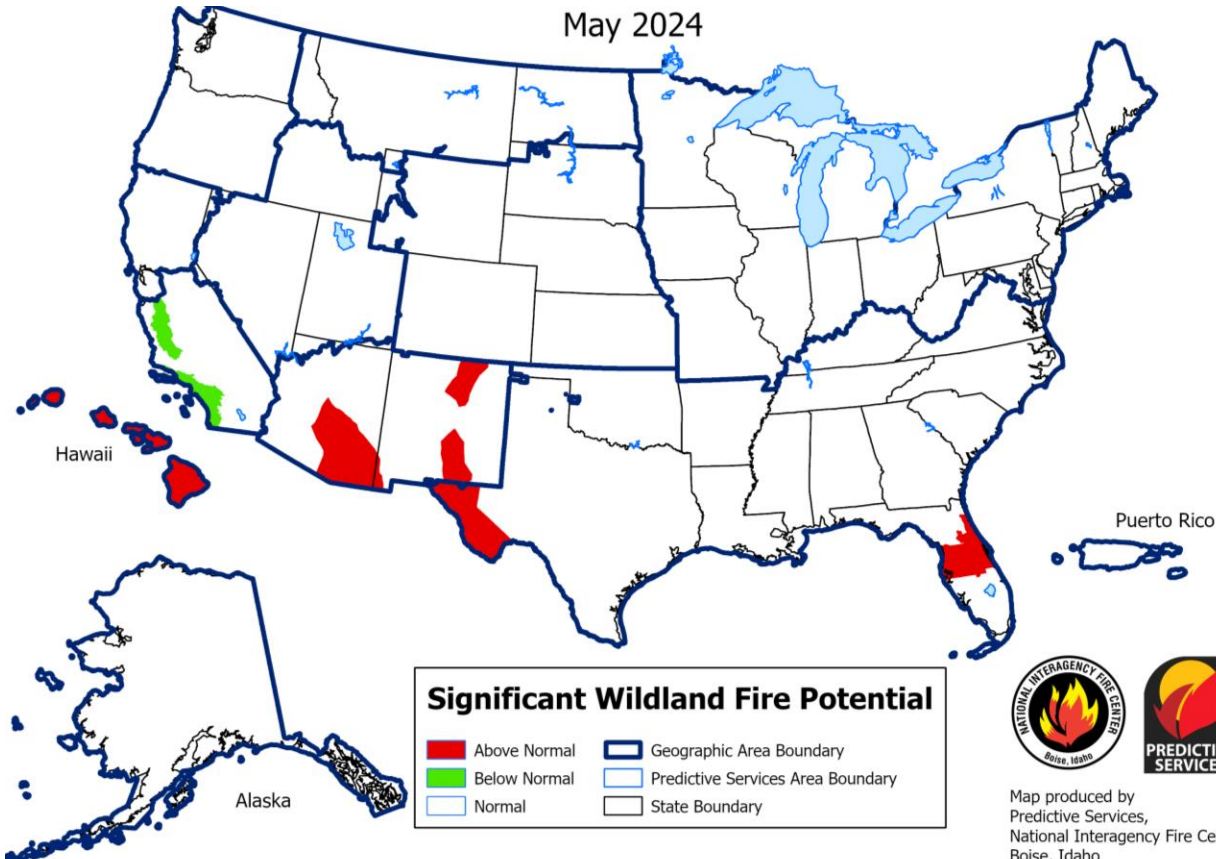 May 2024
Hawaii
Puerto Rico
Alaska
Significant Wildland Fire Potential
Above Normal
Geographic Area Boundary
Below Normal
Predictive Services Area Boundary
Normal
State Boundary
NATIONAL INTERAGENCY FIRE CENTER
Boise, Idaho
PREDICTI
SERVICE
Map produced by
Predictive Services,
National Interagency Fire Ce
Boise, Idaho